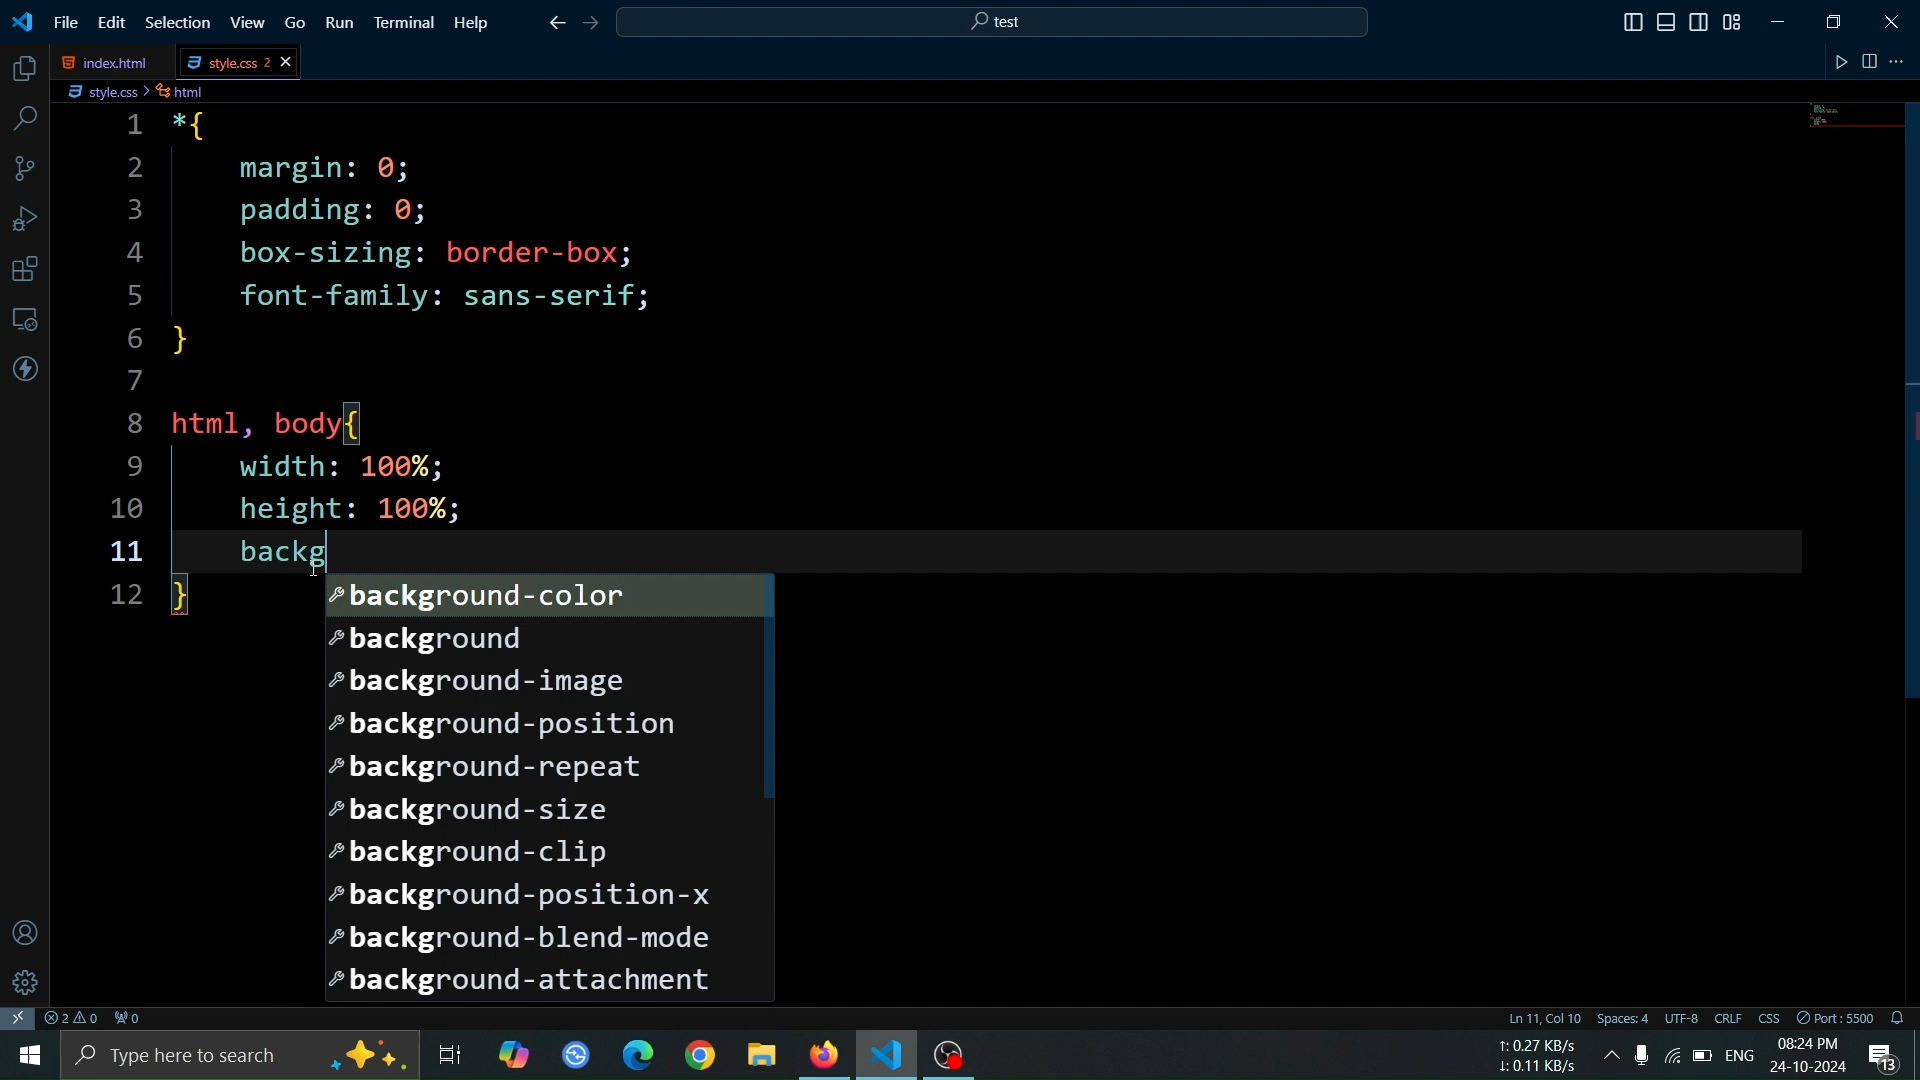 File Edit Selection View Go Run Terminal Help
test
index.html
style.css 2
style.css > html
1 *{
2 margin: 0;
3 padding: 0;
4 box-sizing: border-box;
5 font-family: sans-serif;
6 }
7
8 html, body{
9 width: 100%;
10 height: 100%;
11 backg
12 }
background-color
background
background-image
background-position
background-repeat
background-size
background-clip
background-position-x
background-blend-mode
background-attachment
2 0 0
Ln 11, Col 10 Spaces: 4 UTF-8 CRLF CSS Port : 5500
Type here to search
↑: 0.27 KB/s
↓: 0.11 KB/s
ENG
08:24 PM
24-10-2024
13